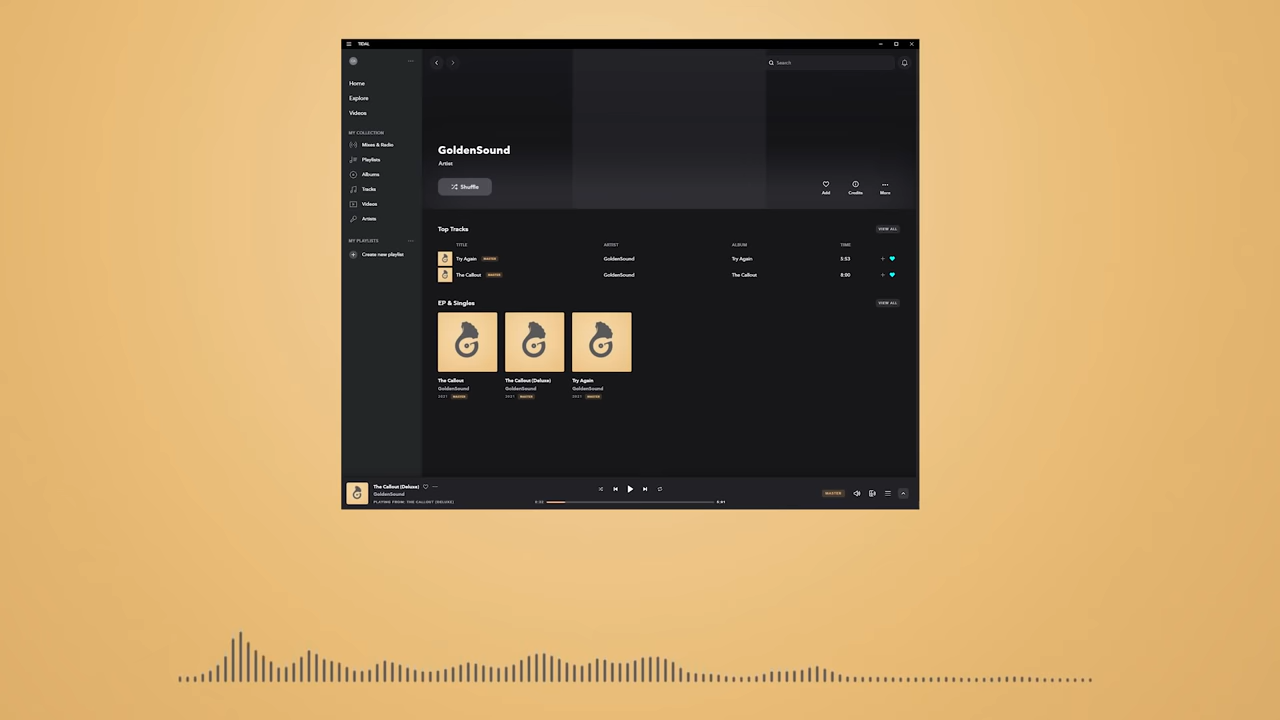 TIDAL
Search
Home
Explore
Videos
MY COLLECTION
Mixes & Radio
Playlists
Albums
Tracks
Videos
Artists
MY PLAYLISTS
Create new playlist
GoldenSound
Artist
Shuffle
Add
Credits
More
Top Tracks
VIEW ALL
TITLE ARTIST ALBUM TIME
Try Again MASTER GoldenSound Try Again 5:53
The Callout MASTER GoldenSound The Callout 8:00
EP & Singles
VIEW ALL
The Callout
GoldenSound
2021 MASTER
The Callout (Deluxe)
GoldenSound
2021 MASTER
Try Again
GoldenSound
2021 MASTER
The Callout (Deluxe)
GoldenSound
PLAYING FROM: THE CALLOUT (DELUXE)
MASTER